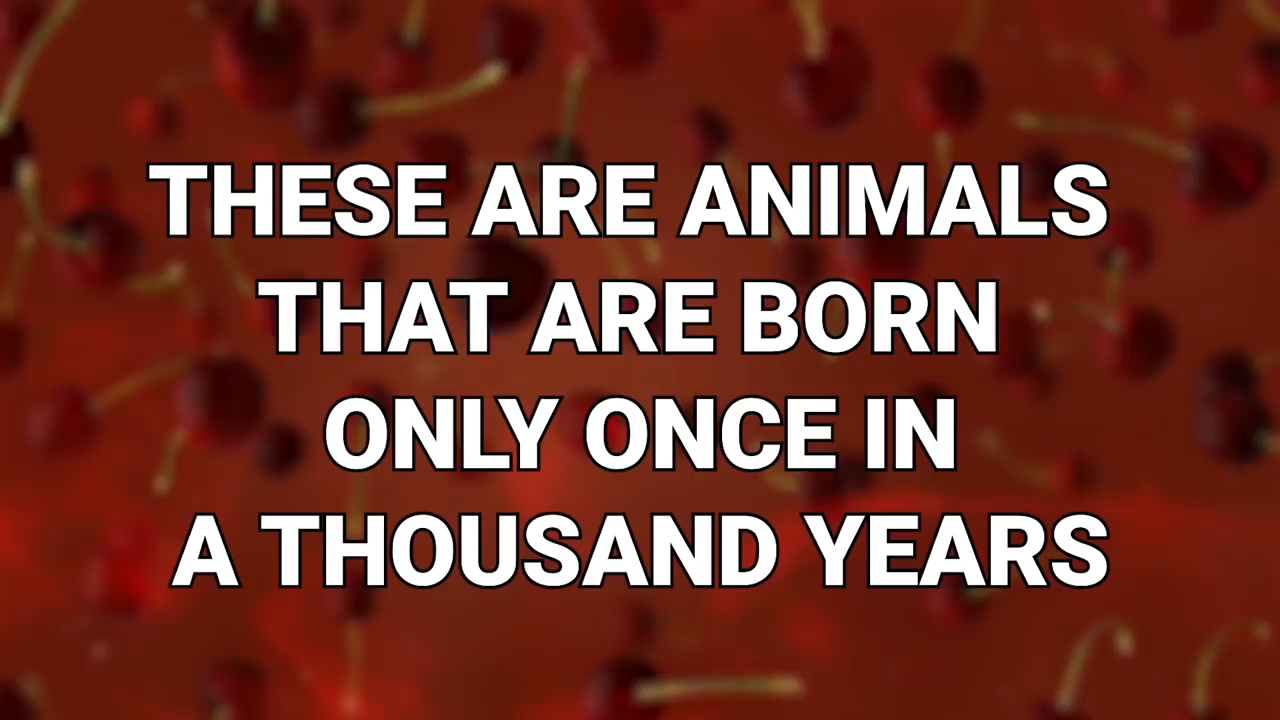 THESE ARE ANIMALS
THAT ARE BORN
ONLY ONCE IN
A THOUSAND YEARS